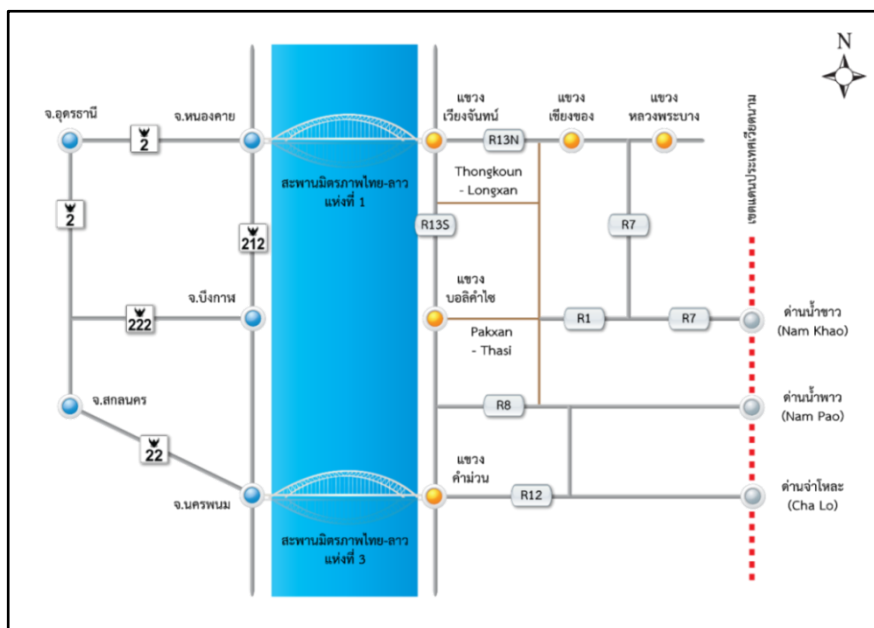 N
จ.อุดรธานี
2
จ.หนองคาย
สะพานมิตรภาพไทย-ลาว
แห่งที่ 1
แขวง
เวียงจันทน์
R13N
แขวง
เชียงของ
แขวง
หลวงพระบาง
เขตแดนประเทศเวียดนาม
Thongkoun
- Longxan
2
212
R13S
R7
จ.บึงกาฬ
222
แขวง
บอลิคำไซ
Pakxan
- Thasi
R1
R7
ด่านน้ำขาว
(Nam Khao)
จ.สกลนคร
R8
ด่านน้ำพาว
(Nam Pao)
22
จ.นครพนม
สะพานมิตรภาพไทย-ลาว
แห่งที่ 3
แขวง
คำม่วน
R12
ด่านจ่าโหละ
(Cha Lo)